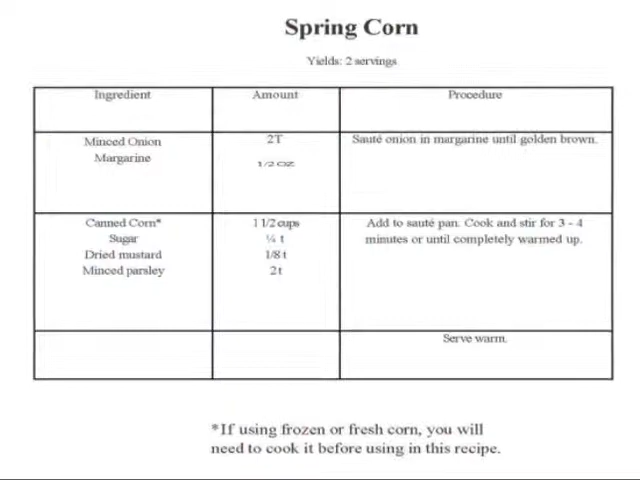 Spring Corn
Yields: 2 servings
Ingredient Amount Procedure
Minced Onion 2T Sauté onion in margarine until golden brown.
Margarine 1/2 OZ
Canned Corn* 1 1/2 cups Add to sauté pan. Cook and stir for 3 - 4
Sugar ¼ t minutes or until completely warmed up.
Dried mustard 1/8 t
Minced parsley 2 t
Serve warm.
*If using frozen or fresh corn, you will
need to cook it before using in this recipe.